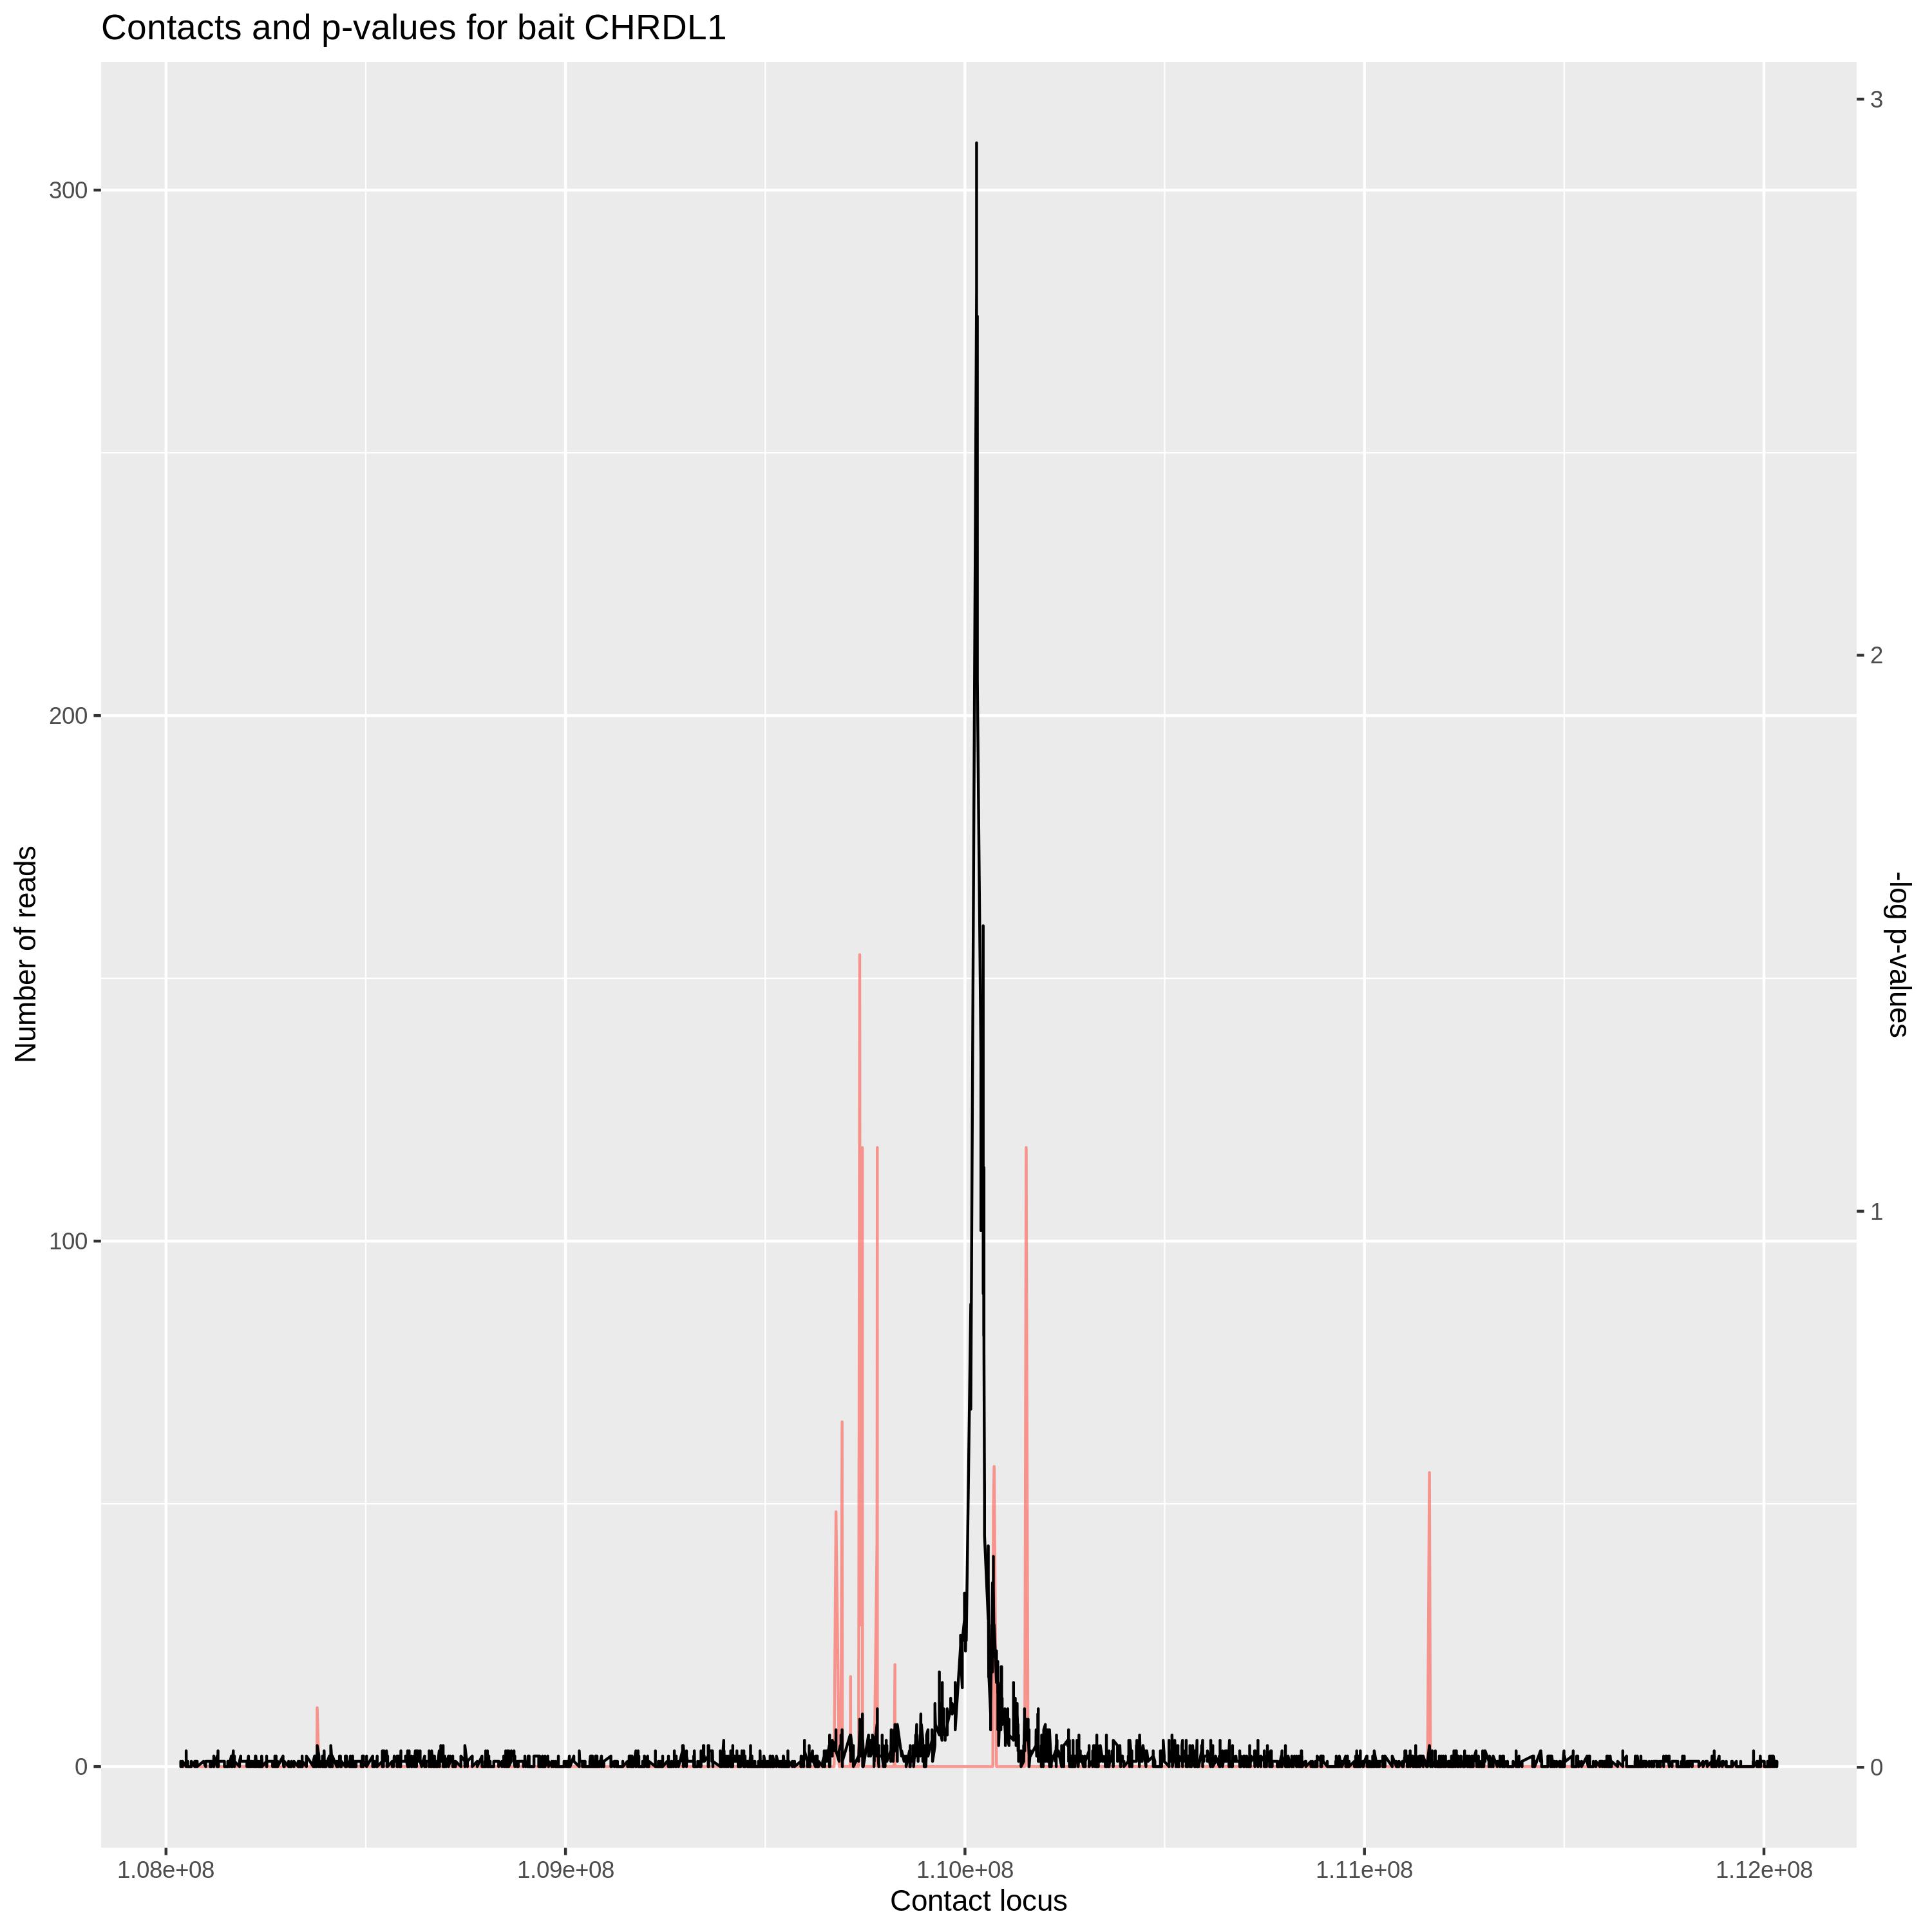 Contacts and p-values for bait CHRDL1
300
200
100
0
Number of reads
3
2
1
0
-log p-values
1.08e+08 1.09e+08 1.10e+08 1.11e+08 1.12e+08
Contact locus